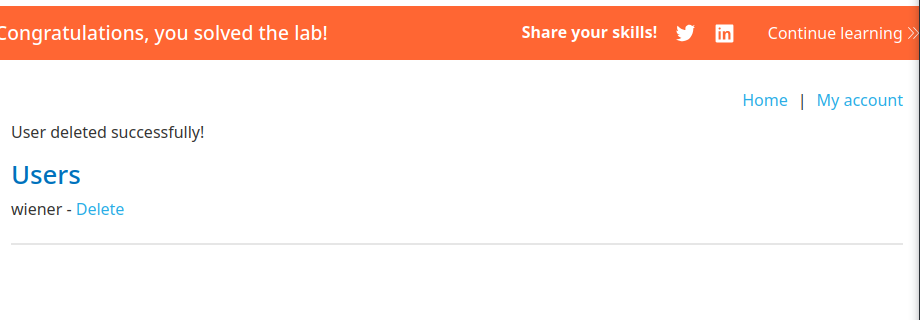 Congratulations, you solved the lab!
Share your skills!
Continue learning
Home | My account
User deleted successfully!
Users
wiener - Delete